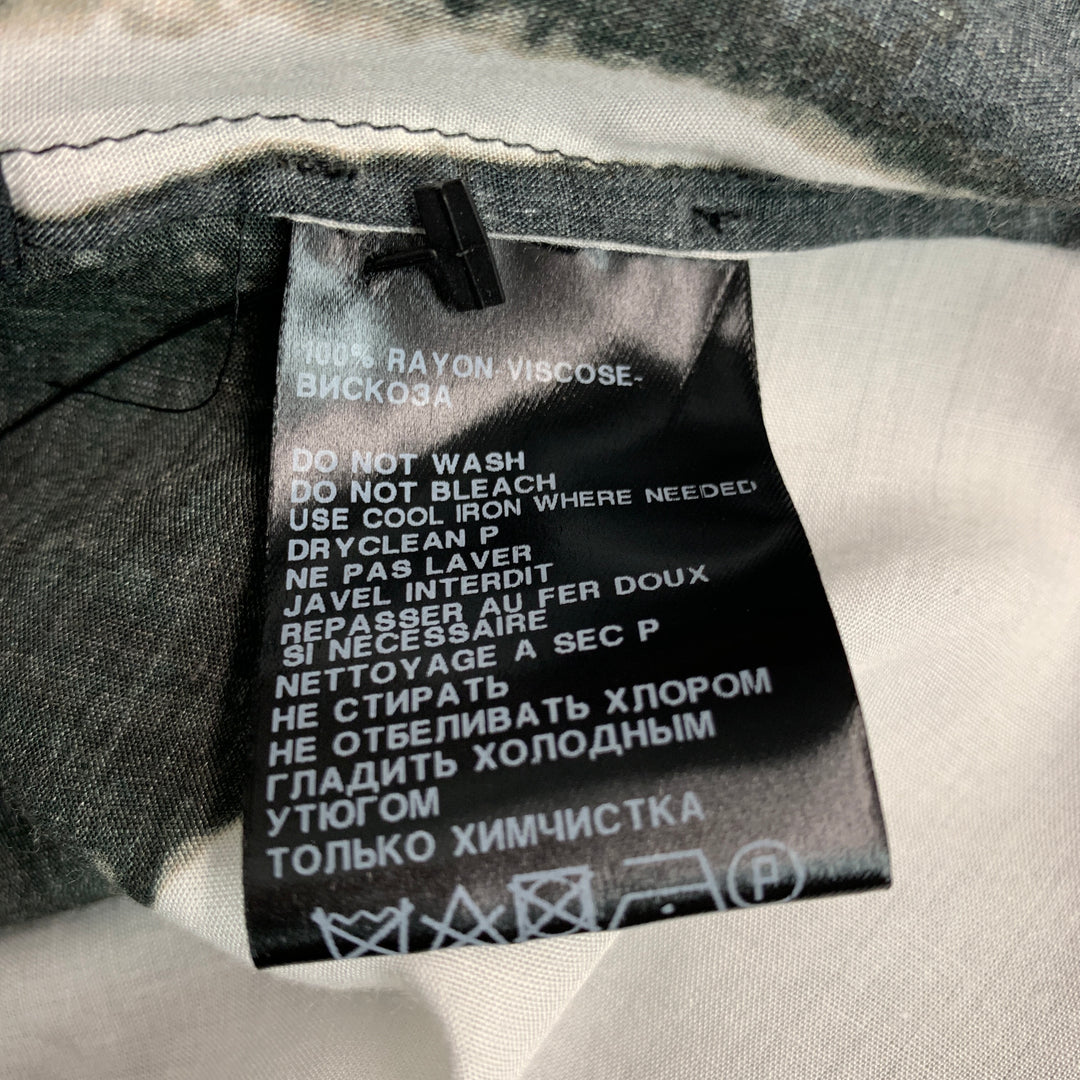 100% RAYON VISCOSE-
ВИСКОЗА
DO NOT WASH
DO NOT BLEACH
USE COOL IRON WHERE NEEDED
DRYCLEAN P
NE PAS LAVER
JAVEL INTERDIT
REPASSER AU FER DOUX
SI NECESSAIRE
NETTOYAGE A SEC P
НЕ СТИРАТЬ
НЕ ОТБЕЛИВАТЬ ХЛОРОМ
ГЛАДИТЬ ХОЛОДНЫМ
УТЮГОМ
ТОЛЬКО ХИМЧИСТКА
P